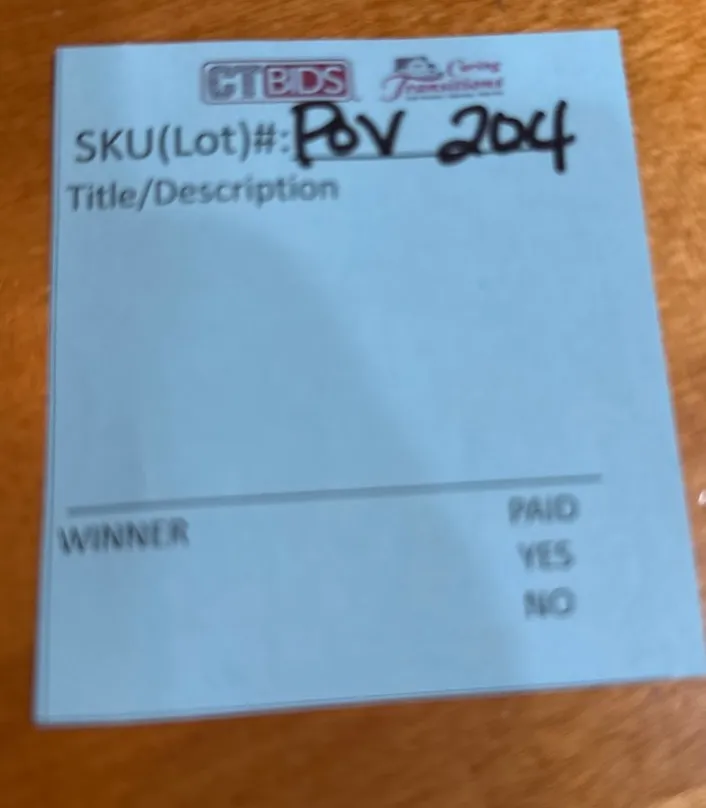 CTBIDS Caring Transitions
SKU(Lot)#: POV 204
Title/Description
WINNER PAID
YES
NO